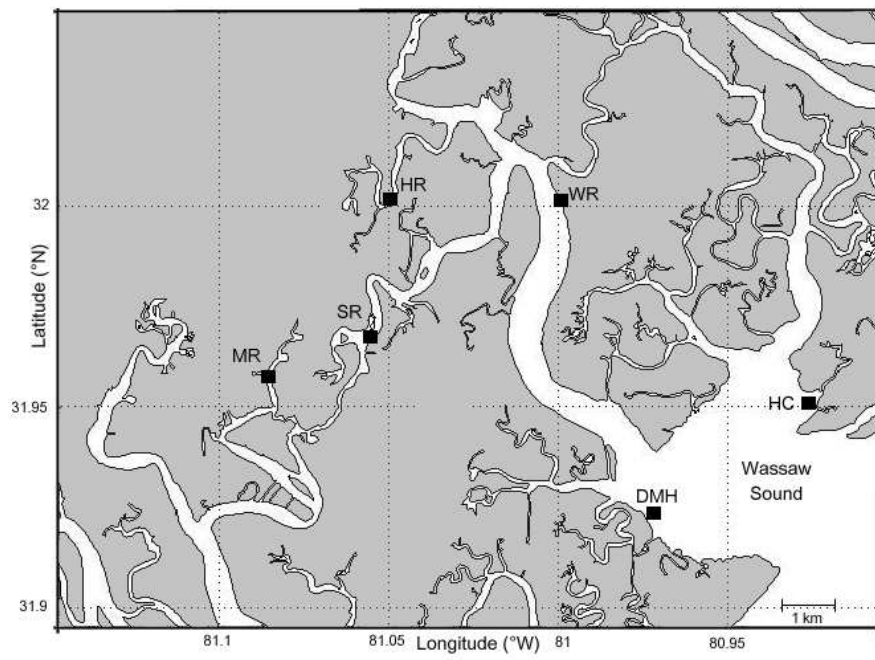 HR
WR
32
Latitude (°N)
SR
MR
31.95
HC
Wassaw
Sound
DMH
31.9
1 km
81.1
81.05
Longitude (°W)
81
80.95